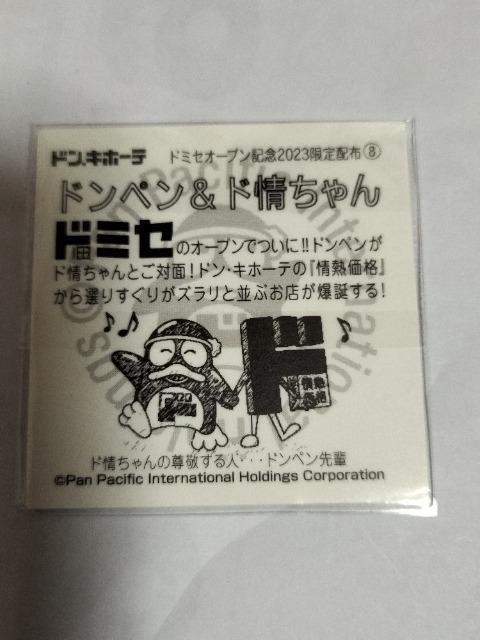 ドン.キホーテ ドミセオープン記念2023限定配布⑧
ドンペン&ド情ちゃん
ドミセのオープンでついに!!ドンペンが
ド情ちゃんとご対面!ドン・キホーテの『情熱価格』
から選りすぐりがズラリと並ぶお店が爆誕する!
ド
情熱
価格
ド情ちゃんの尊敬する人・・・ドンペン先輩
©Pan Pacific International Holdings Corporation